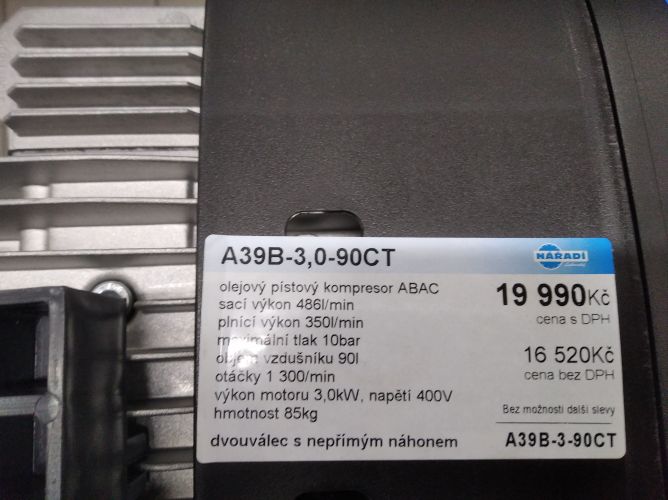 A39B-3,0-90CT
NÁŘADÍ
olejový pístový kompresor ABAC
sací výkon 486l/min
plnící výkon 350l/min
maximální tlak 10bar
objem vzdušníku 90l
otáčky 1 300/min
výkon motoru 3,0kW, napětí 400V
hmotnost 85kg
dvouválec s nepřímým náhonem
19 990Kč
cena s DPH
16 520Kč
cena bez DPH
Bez možnosti další slevy
A39B-3-90CT